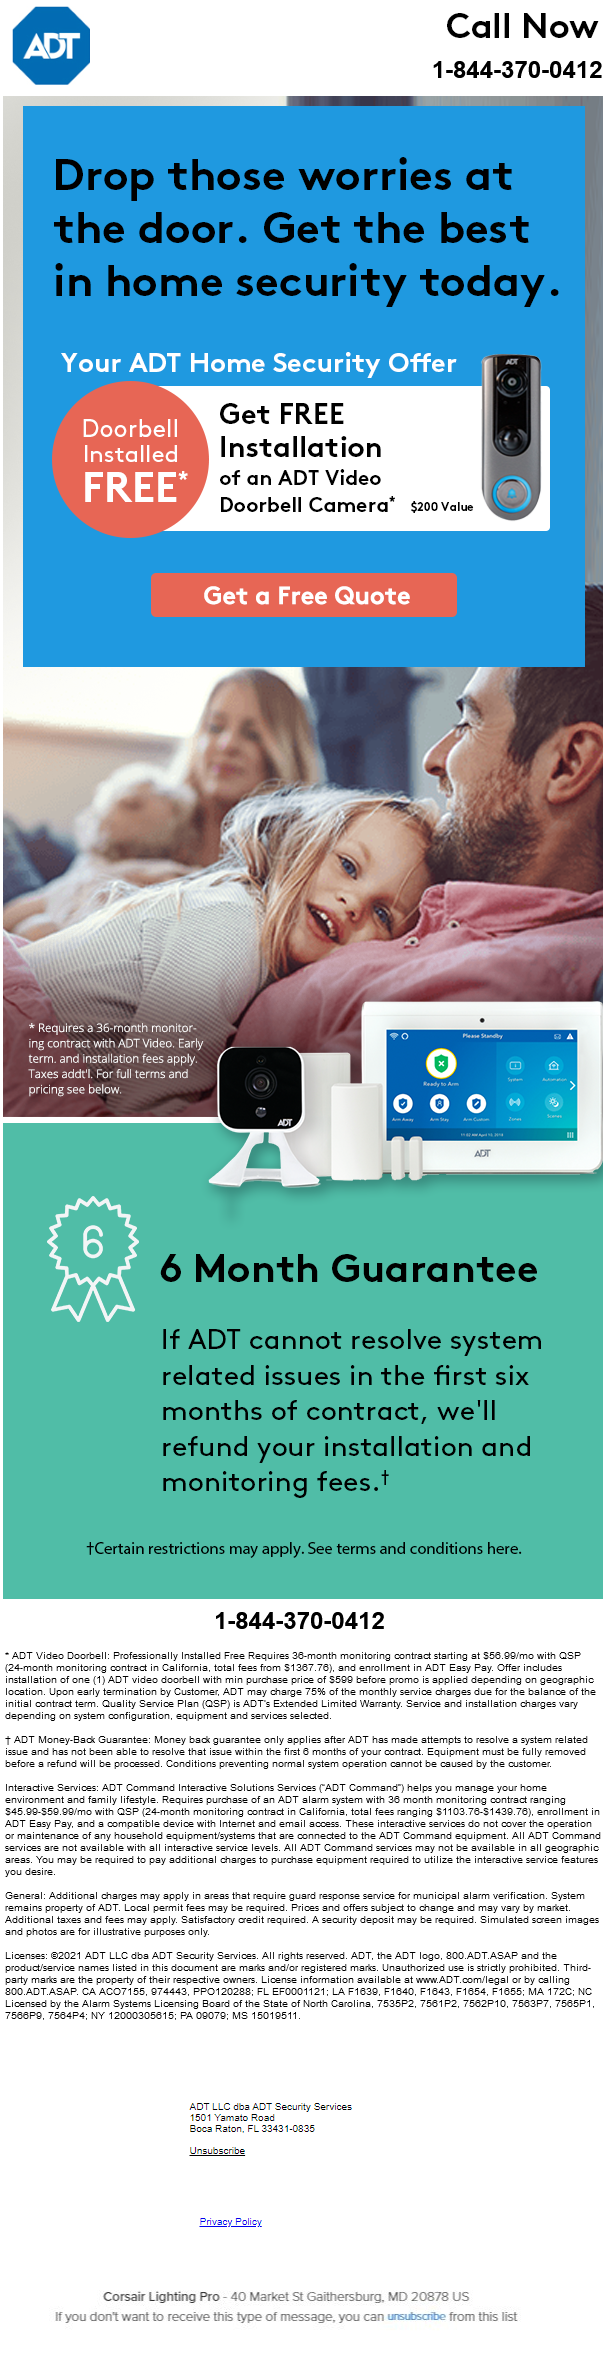 ADT
Call Now
1-844-370-0412
Drop those worries at
the door. Get the best
in home security today.
Your ADT Home Security Offer
Doorbell
Installed
FREE*
Get FREE
Installation
of an ADT Video
Doorbell Camera*
$200 Value
ADT
Get a Free Quote
* Requires a 36-month monitor-
ing contract with ADT Video. Early
term. and installation fees apply.
Taxes addt'l. For full terms and
pricing see below.
ADT
Please Standby
Ready to Arm
System
Automation
Arm Away
Arm Stay
Arm Custom
Zones
Scenes
ADT
6
6 Month Guarantee
If ADT cannot resolve system
related issues in the first six
months of contract, we'll
refund your installation and
monitoring fees.†
†Certain restrictions may apply. See terms and conditions here.
1-844-370-0412
* ADT Video Doorbell: Professionally Installed Free Requires 36-month monitoring contract starting at $56.99/mo with QSP
(24-month monitoring contract in California, total fees from $1367.76), and enrollment in ADT Easy Pay. Offer includes
installation of one (1) ADT video doorbell with min purchase price of $599 before promo is applied depending on geographic
location. Upon early termination by Customer, ADT may charge 75% of the monthly service charges due for the balance of the
initial contract term. Quality Service Plan (QSP) is ADT's Extended Limited Warranty. Service and installation charges vary
depending on system configuration, equipment and services selected.
† ADT Money-Back Guarantee: Money back guarantee only applies after ADT has made attempts to resolve a system related
issue and has not been able to resolve that issue within the first 6 months of your contract. Equipment must be fully removed
before a refund will be processed. Conditions preventing normal system operation cannot be caused by the customer.
Interactive Services: ADT Command Interactive Solutions Services ("ADT Command") helps you manage your home
environment and family lifestyle. Requires purchase of an ADT alarm system with 36 month monitoring contract ranging
$45.99-$59.99/mo with QSP (24-month monitoring contract in California, total fees ranging $1103.76-$1439.76), enrollment in
ADT Easy Pay, and a compatible device with Internet and email access. These interactive services do not cover the operation
or maintenance of any household equipment/systems that are connected to the ADT Command equipment. All ADT Command
services are not available with all interactive service levels. All ADT Command services may not be available in all geographic
areas. You may be required to pay additional charges to purchase equipment required to utilize the interactive service features
you desire.
General: Additional charges may apply in areas that require guard response service for municipal alarm verification. System
remains property of ADT. Local permit fees may be required. Prices and offers subject to change and may vary by market.
Additional taxes and fees may apply. Satisfactory credit required. A security deposit may be required. Simulated screen images
and photos are for illustrative purposes only.
Licenses: ©2021 ADT LLC dba ADT Security Services. All rights reserved. ADT, the ADT logo, 800.ADT.ASAP and the
product/service names listed in this document are marks and/or registered marks. Unauthorized use is strictly prohibited. Third-
party marks are the property of their respective owners. License information available at www.ADT.com/legal or by calling
800.ADT.ASAP. CA ACO7155, 974443, PPO120288; FL EF0001121; LA F1639, F1640, F1643, F1654, F1655; MA 172C; NC
Licensed by the Alarm Systems Licensing Board of the State of North Carolina, 7535P2, 7561P2, 7562P10, 7563P7, 7565P1,
7566P9, 7564P4; NY 12000305615; PA 09079; MS 15019511.
ADT LLC dba ADT Security Services
1501 Yamato Road
Boca Raton, FL 33431-0835
Unsubscribe
Privacy Policy
Corsair Lighting Pro - 40 Market St Gaithersburg, MD 20878 US
If you don't want to receive this type of message, you can unsubscribe from this list